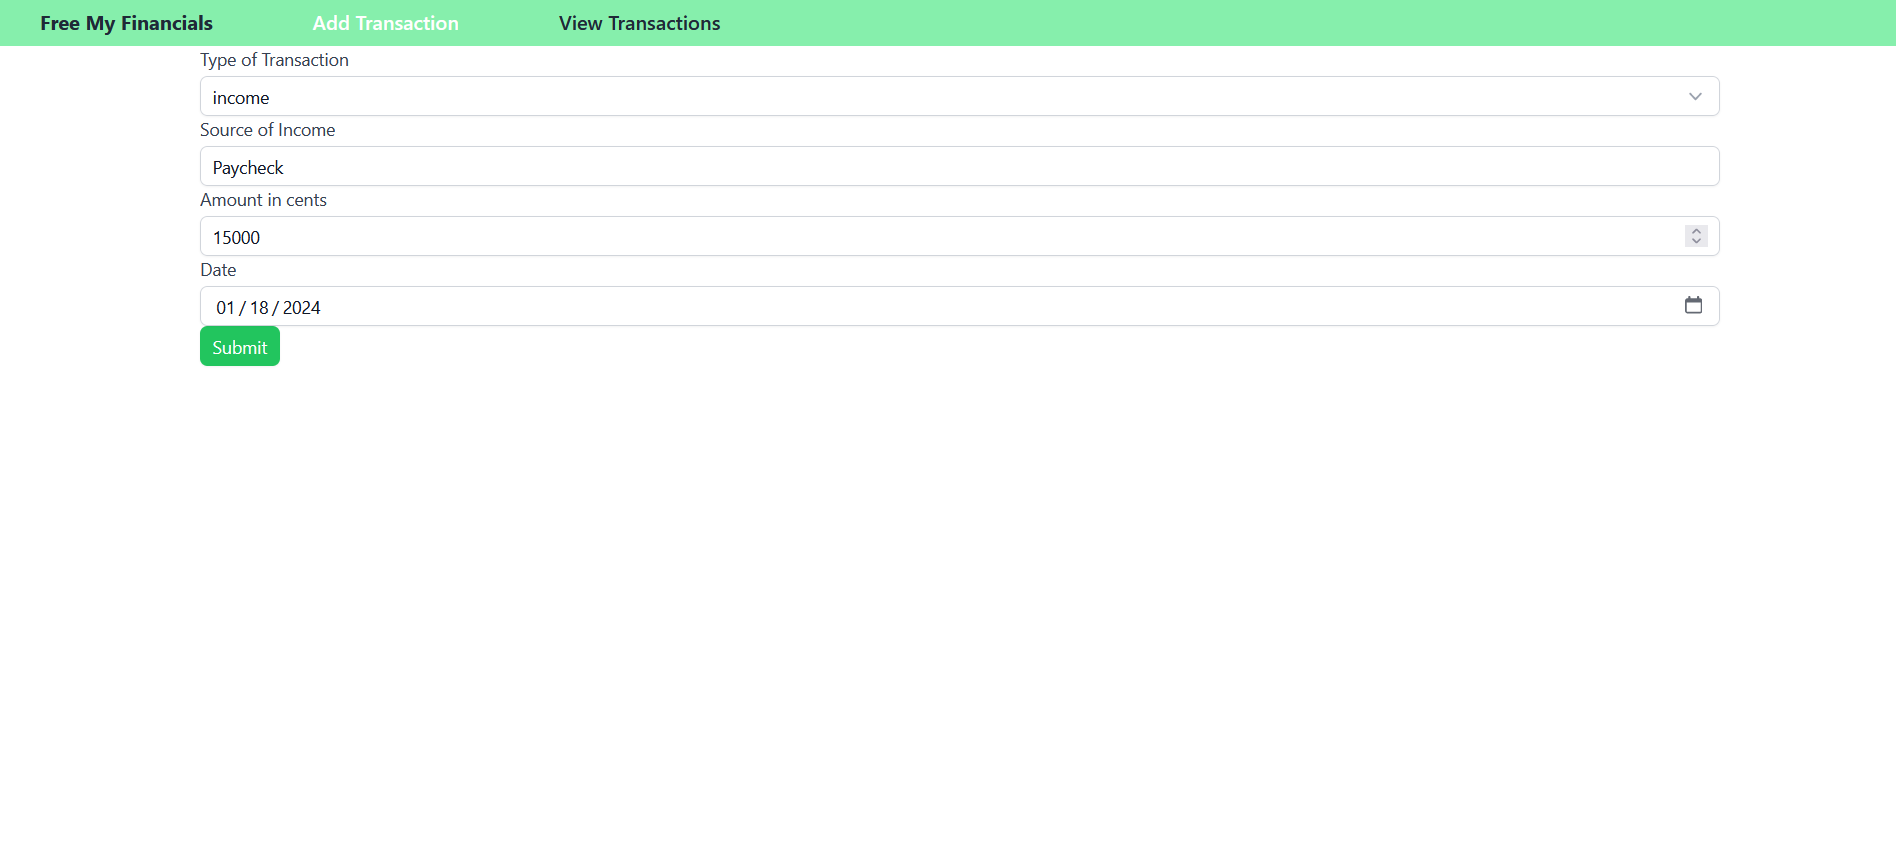 Free My Financials Add Transaction View Transactions
Type of Transaction
income
Source of Income
Paycheck
Amount in cents
15000
Date
01 / 18 / 2024
Submit